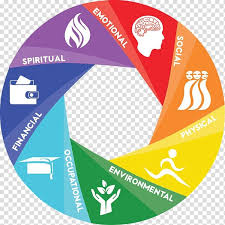 EMOTIONAL
SOCIAL
PHYSICAL
ENVIRONMENTAL
OCCUPATIONAL
FINANCIAL
SPIRITUAL